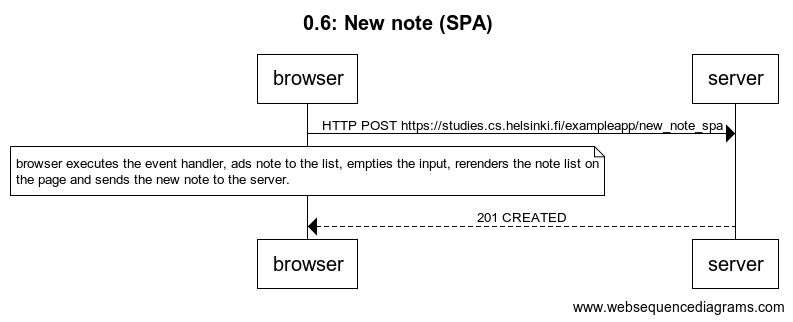 0.6: New note (SPA)
browser
server
HTTP POST https://studies.cs.helsinki.fi/exampleapp/new_note_spa
browser executes the event handler, ads note to the list, empties the input, rerenders the note list on
the page and sends the new note to the server.
201 CREATED
browser
server
www.websequencediagrams.com